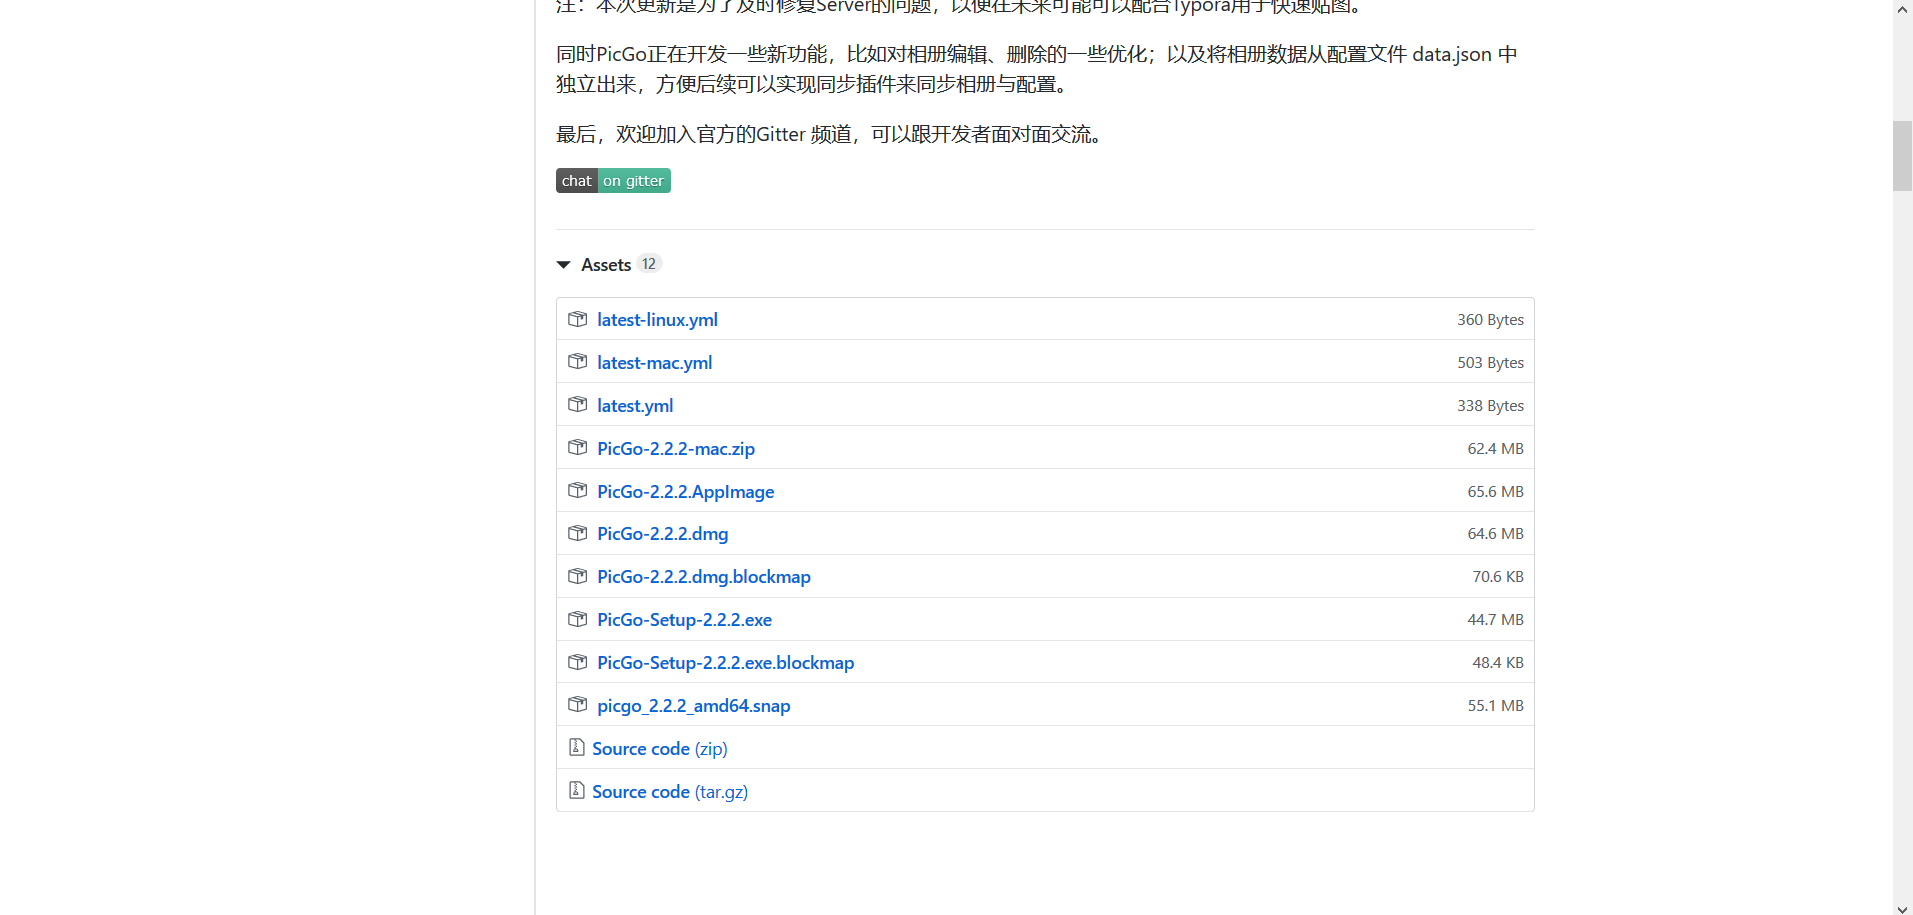 注：本次更新是为了及时修复Server的问题，以便在未来可能可以配合Typora用于快速贴图。
同时PicGo正在开发一些新功能，比如对相册编辑、删除的一些优化；以及将相册数据从配置文件 data.json 中
独立出来，方便后续可以实现同步插件来同步相册与配置。
最后，欢迎加入官方的Gitter 频道，可以跟开发者面对面交流。
chat on gitter
Assets 12
latest-linux.yml 360 Bytes
latest-mac.yml 503 Bytes
latest.yml 338 Bytes
PicGo-2.2.2-mac.zip 62.4 MB
PicGo-2.2.2.AppImage 65.6 MB
PicGo-2.2.2.dmg 64.6 MB
PicGo-2.2.2.dmg.blockmap 70.6 KB
PicGo-Setup-2.2.2.exe 44.7 MB
PicGo-Setup-2.2.2.exe.blockmap 48.4 KB
picgo_2.2.2_amd64.snap 55.1 MB
Source code (zip)
Source code (tar.gz)